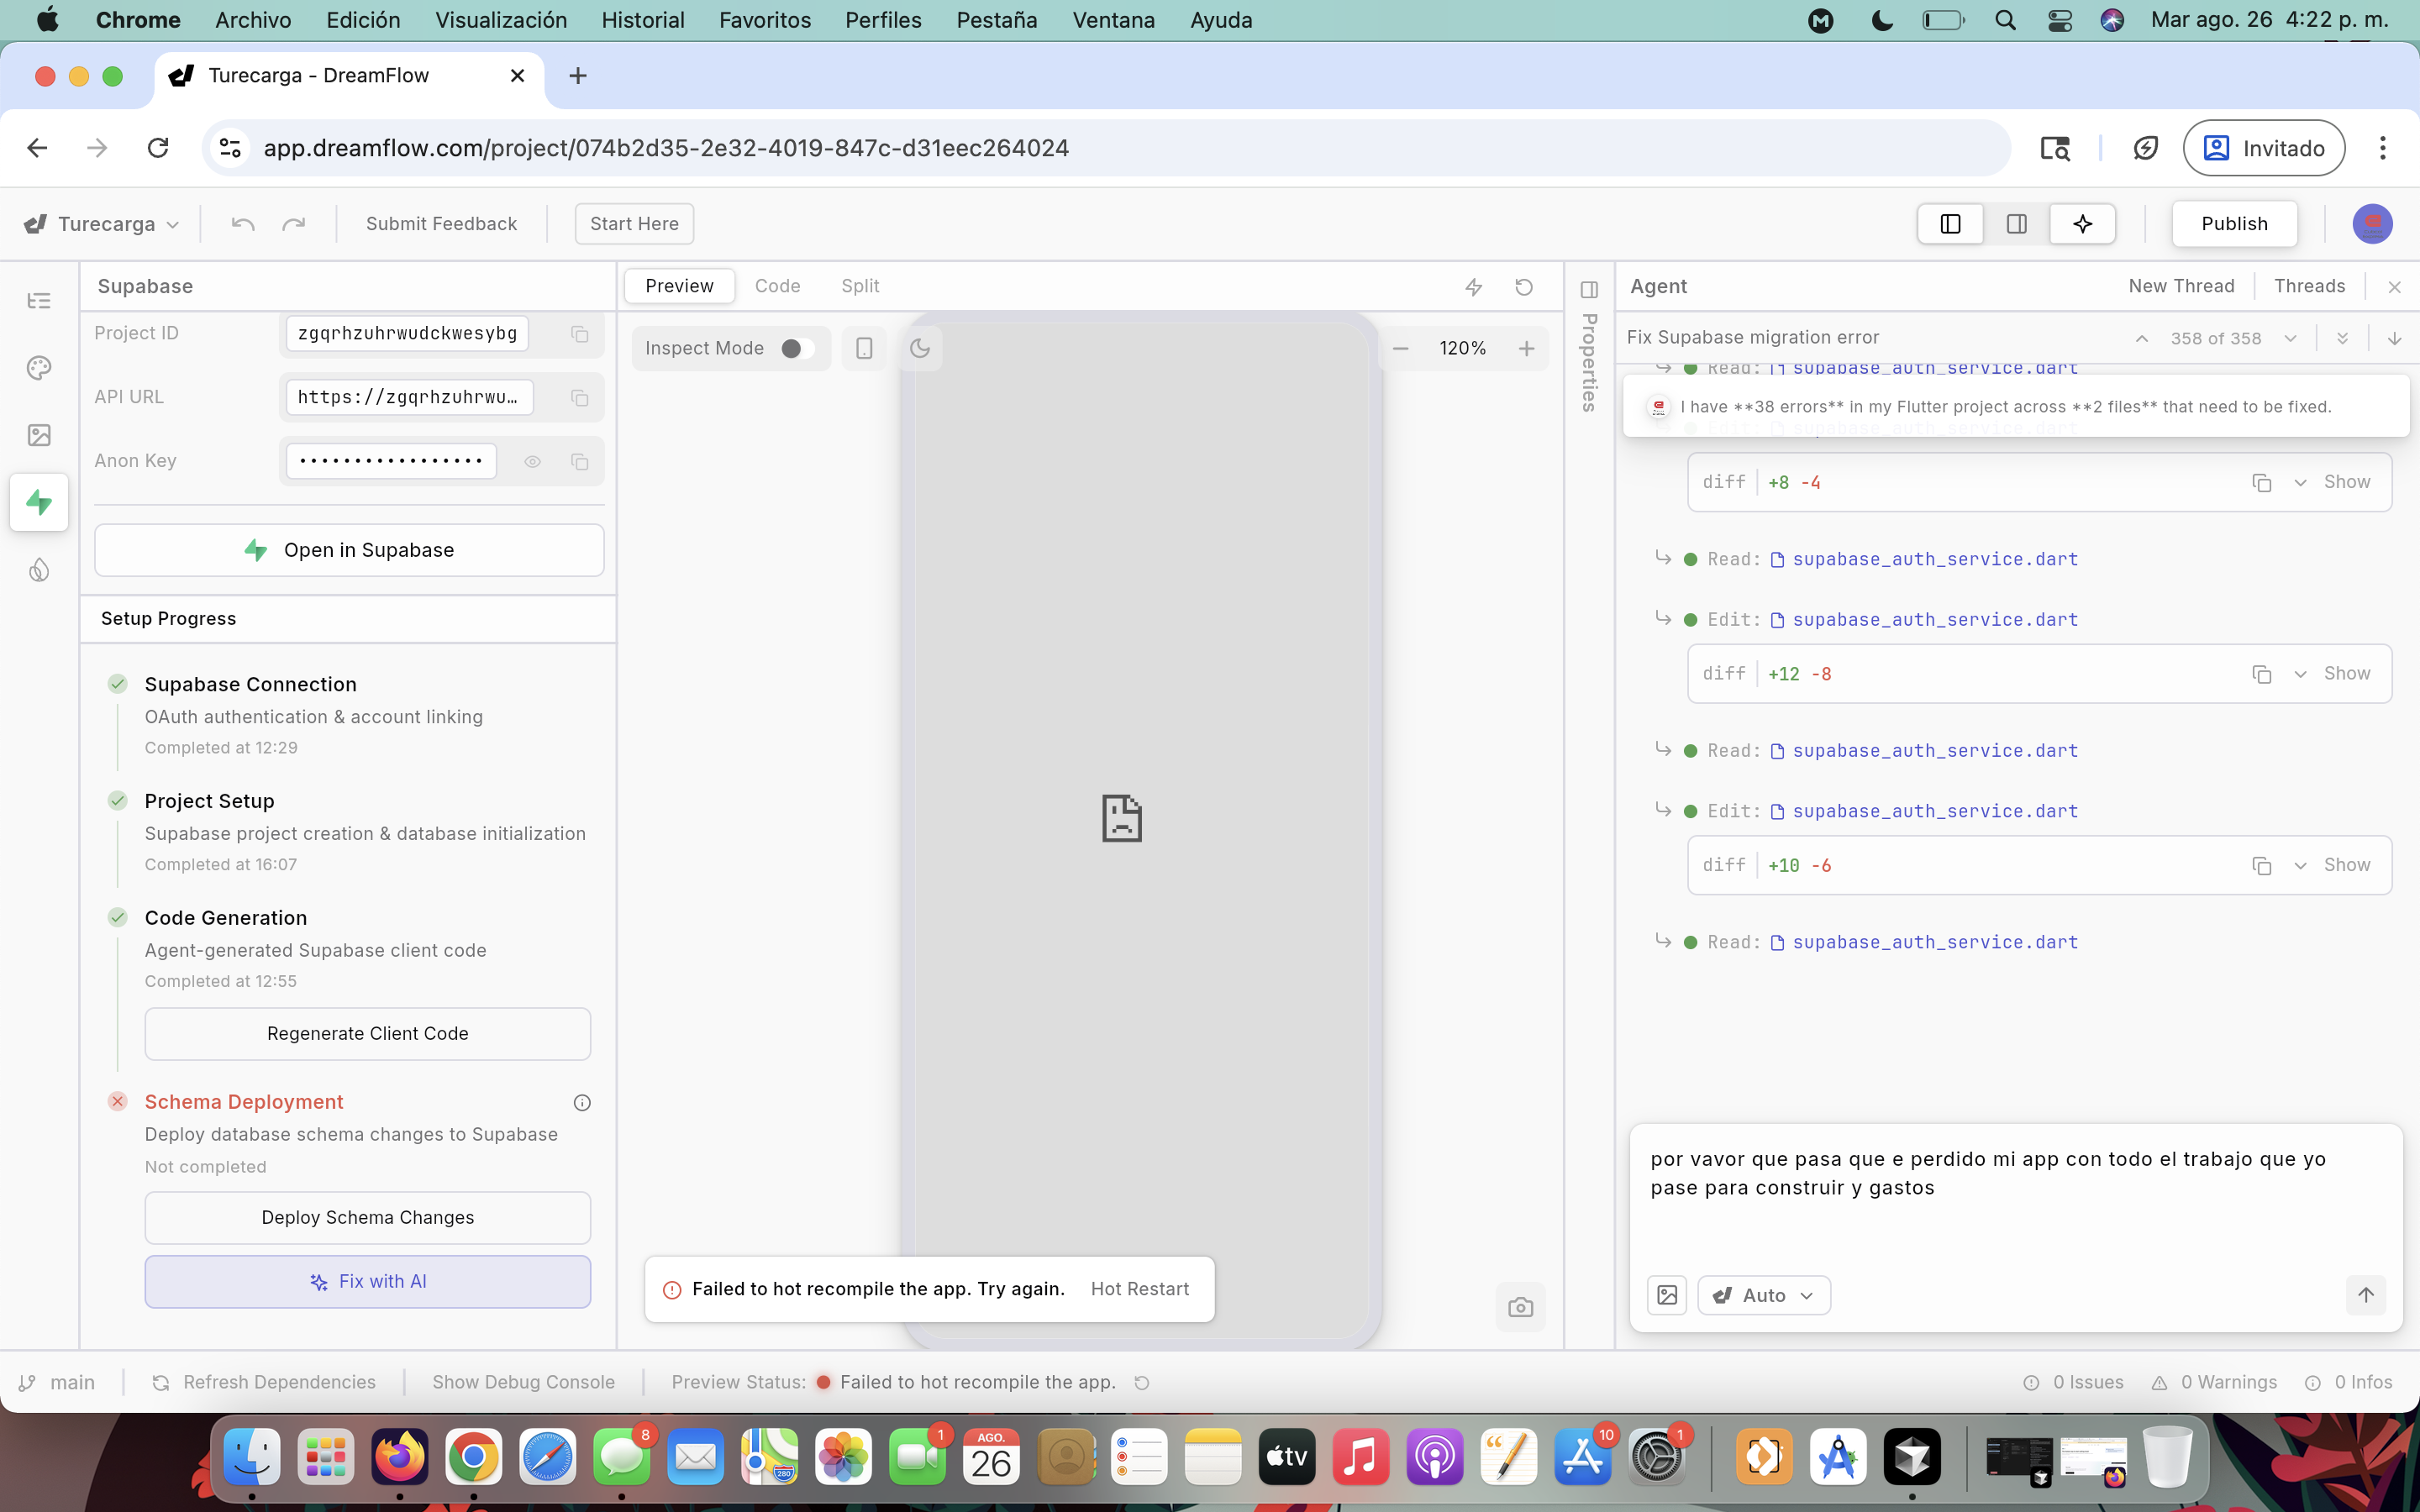 Chrome Archivo Edición Visualización Historial Favoritos Perfiles Pestaña Ventana Ayuda
Mar ago. 26 4:22 p. m.
Turecarga - DreamFlow
app.dreamflow.com/project/074b2d35-2e32-4019-847c-d31eec264024
Invitado
Turecarga
Submit Feedback
Start Here
Publish
Supabase
Project ID
zgqrhzuhrwudckwesybg
API URL
https://zgqrhzuhrwu…
Anon Key
Open in Supabase
Setup Progress
Supabase Connection
OAuth authentication & account linking
Completed at 12:29
Project Setup
Supabase project creation & database initialization
Completed at 16:07
Code Generation
Agent-generated Supabase client code
Completed at 12:55
Regenerate Client Code
Schema Deployment
Deploy database schema changes to Supabase
Not completed
Deploy Schema Changes
Fix with AI
Preview Code Split
Inspect Mode
120%
Failed to hot recompile the app. Try again. Hot Restart
Properties
Agent
New Thread
Threads
Fix Supabase migration error
358 of 358
Read: supabase_auth_service.dart
I have **38 errors** in my Flutter project across **2 files** that need to be fixed.
Edit: supabase_auth_service.dart
diff +8 -4 Show
Read: supabase_auth_service.dart
Edit: supabase_auth_service.dart
diff +12 -8 Show
Read: supabase_auth_service.dart
Edit: supabase_auth_service.dart
diff +10 -6 Show
Read: supabase_auth_service.dart
por vavor que pasa que e perdido mi app con todo el trabajo que yo
pase para construir y gastos
Auto
main
Refresh Dependencies
Show Debug Console
Preview Status: Failed to hot recompile the app.
0 Issues
0 Warnings
0 Infos
8
280
1
AGO.
26
tv
10
1